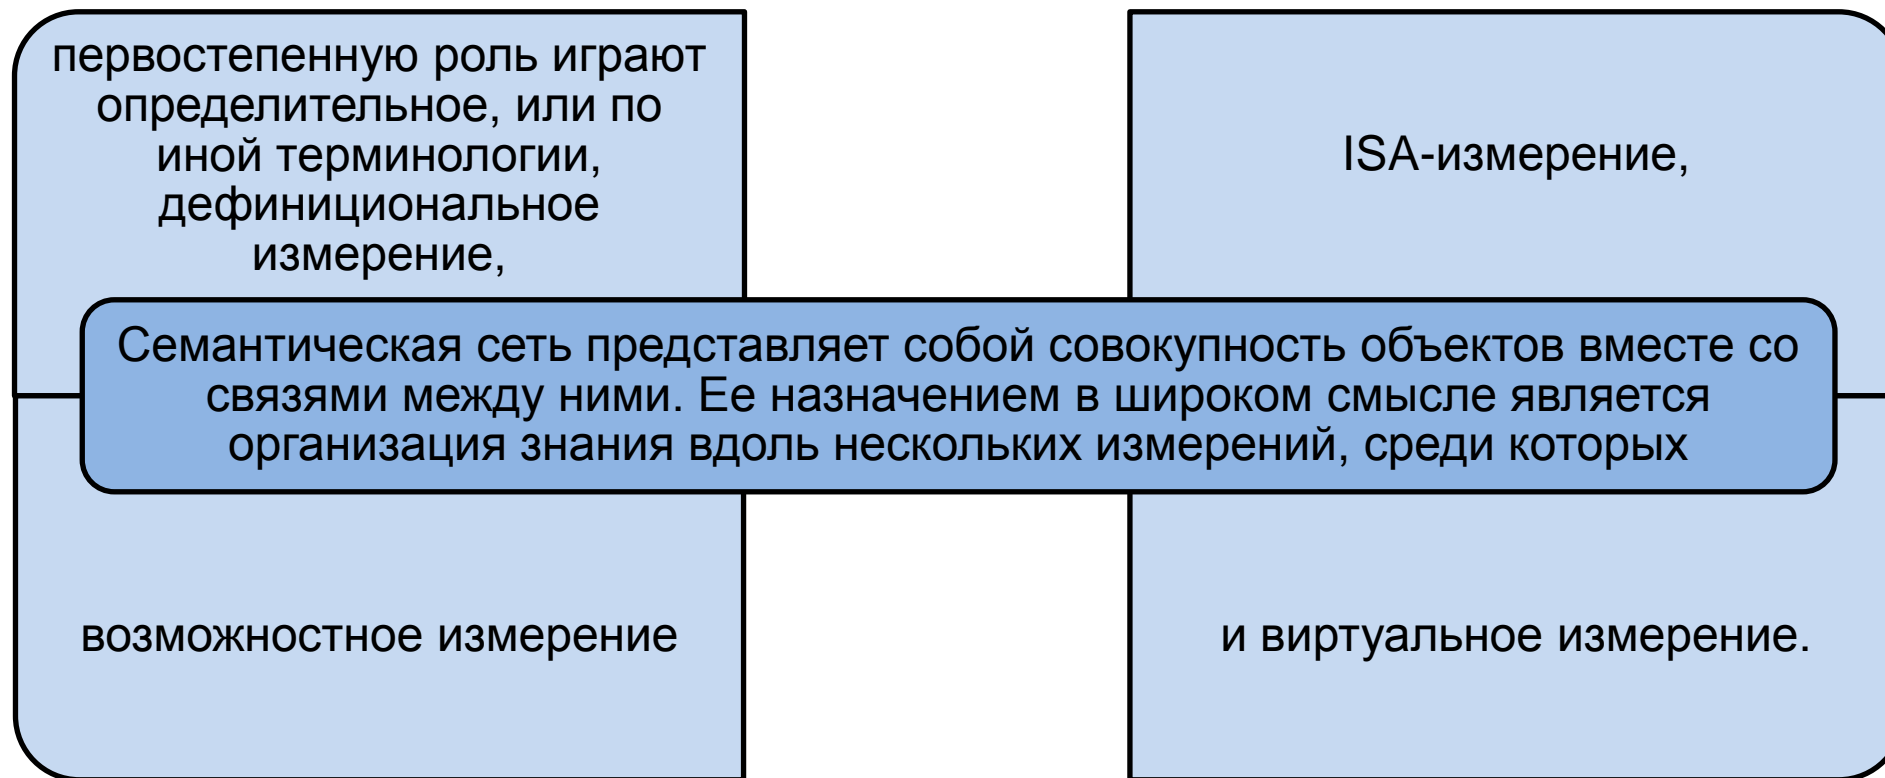 первостепенную роль играют
определительное, или по
иной терминологии,
дефинициональное
измерение,
ISA-измерение,
Семантическая сеть представляет собой совокупность объектов вместе со
связями между ними. Ее назначением в широком смысле является
организация знания вдоль нескольких измерений, среди которых
возможностное измерение
и виртуальное измерение.